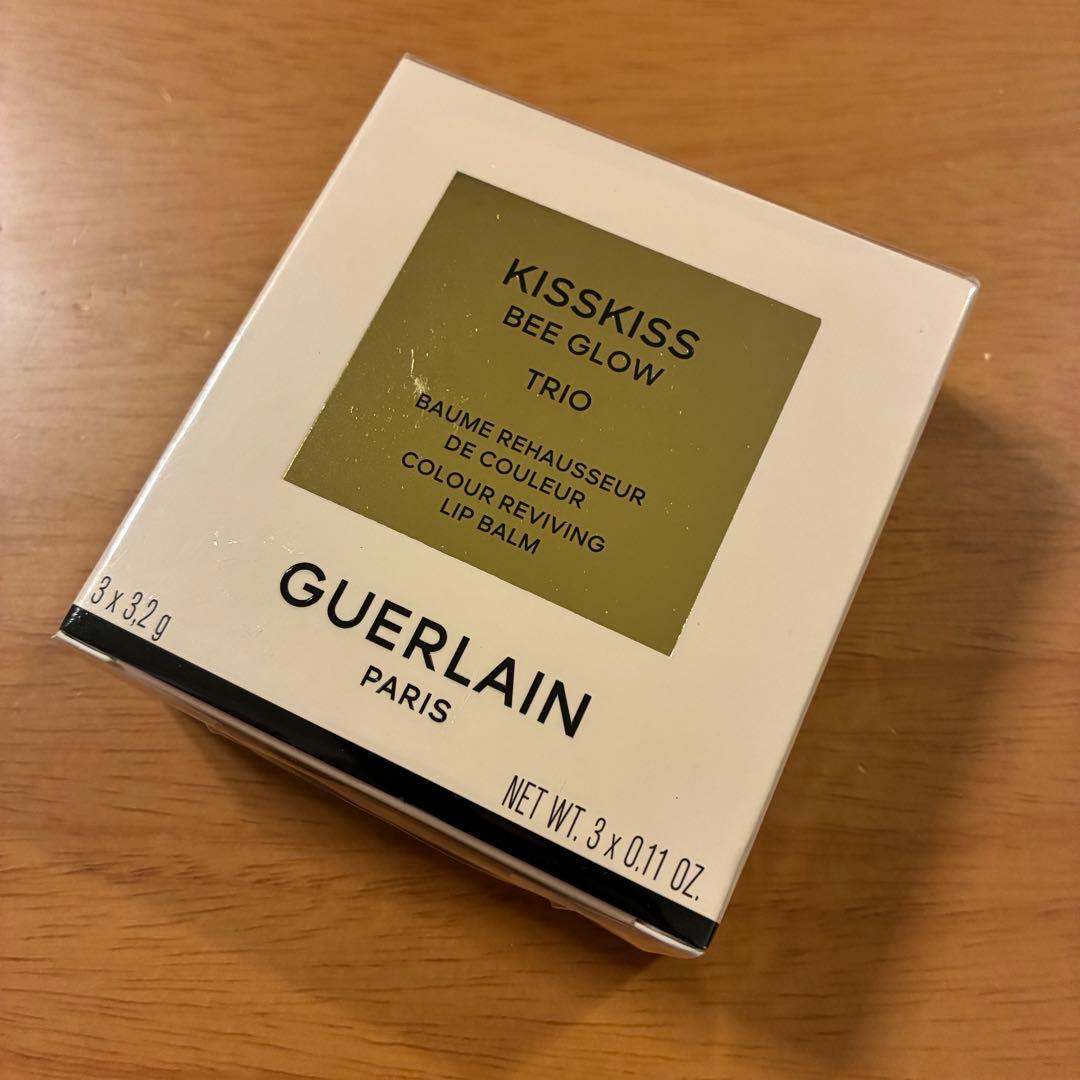 KISSKISS
BEE GLOW
TRIO
BAUME REHAUSSEUR
DE COULEUR
COLOUR REVIVING
LIP BALM
GUERLAIN
PARIS
3 x 3,2 g
NET WT. 3 x 0.11 OZ.